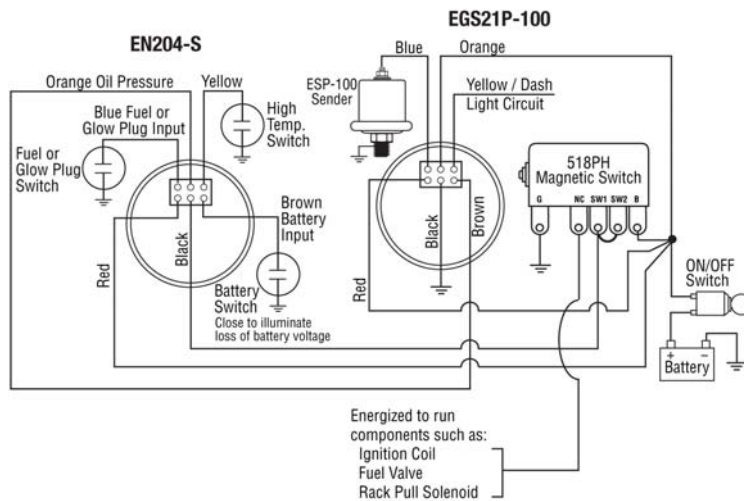 EN204-S
EGS21P-100
Orange Oil Pressure
Yellow
Blue Fuel or
Glow Plug Input
High
Temp.
Switch
Fuel or
Glow Plug
Switch
Brown
Battery
Input
Red
Black
Battery
Switch
Close to illuminate
loss of battery voltage
Blue
Orange
ESP-100
Sender
Yellow / Dash
Light Circuit
518PH
Magnetic Switch
G NC SW1 SW2 B
Red
Black
Brown
ON/OFF
Switch
+ −
Battery
Energized to run
components such as:
Ignition Coil
Fuel Valve
Rack Pull Solenoid